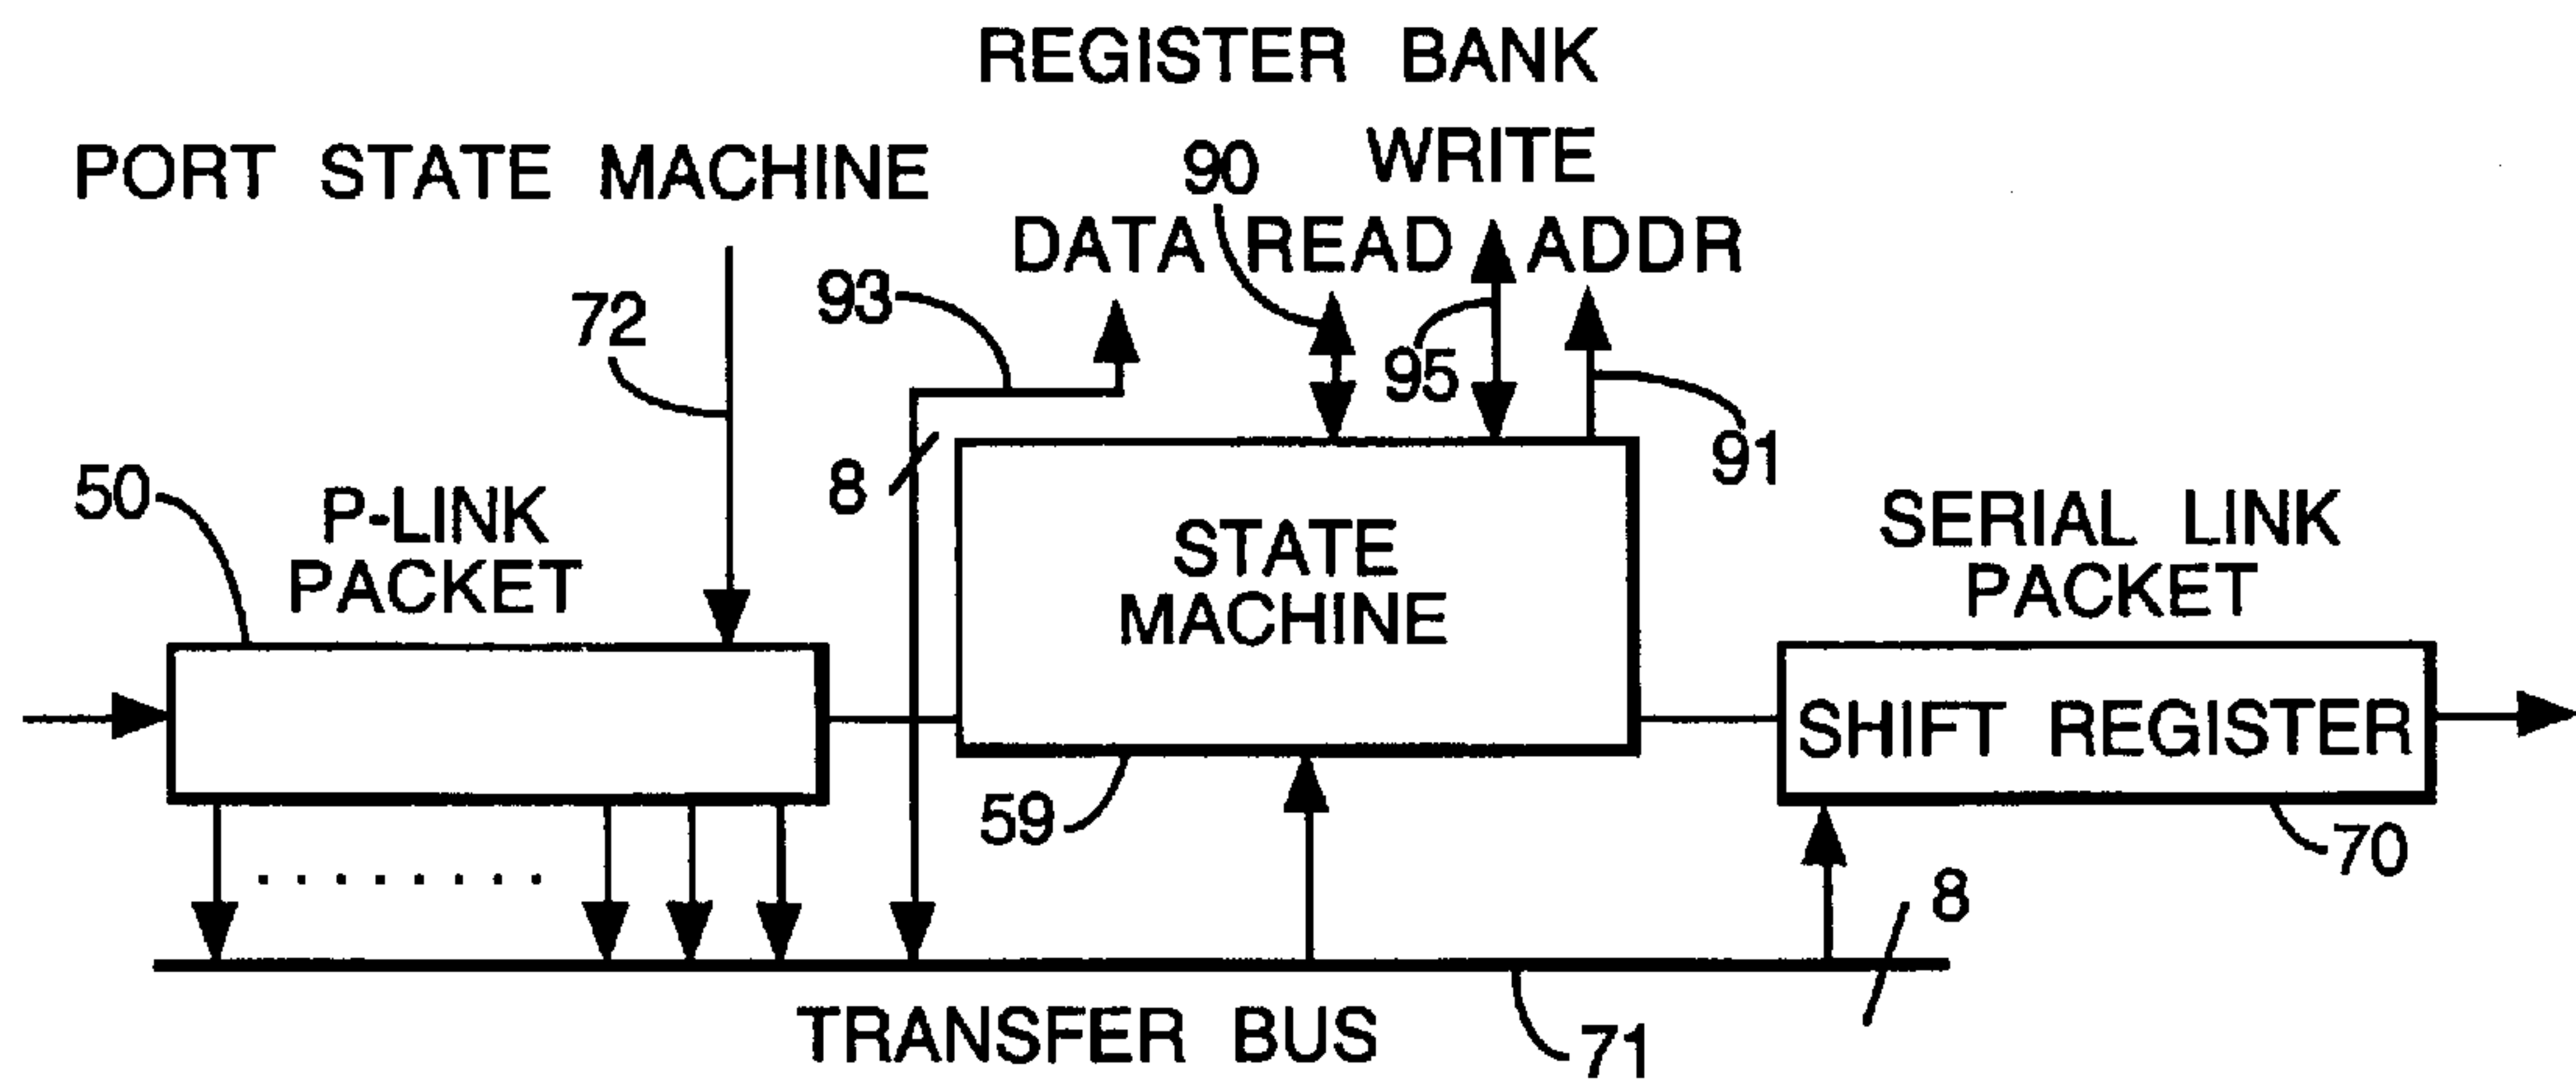 REGISTER BANK
PORT STATE MACHINE
90
WRITE
DATA READ ADDR
72
93
95
91
50
P-LINK
PACKET
8
STATE
MACHINE
SERIAL LINK
PACKET
SHIFT REGISTER
59
70
8
TRANSFER BUS
71